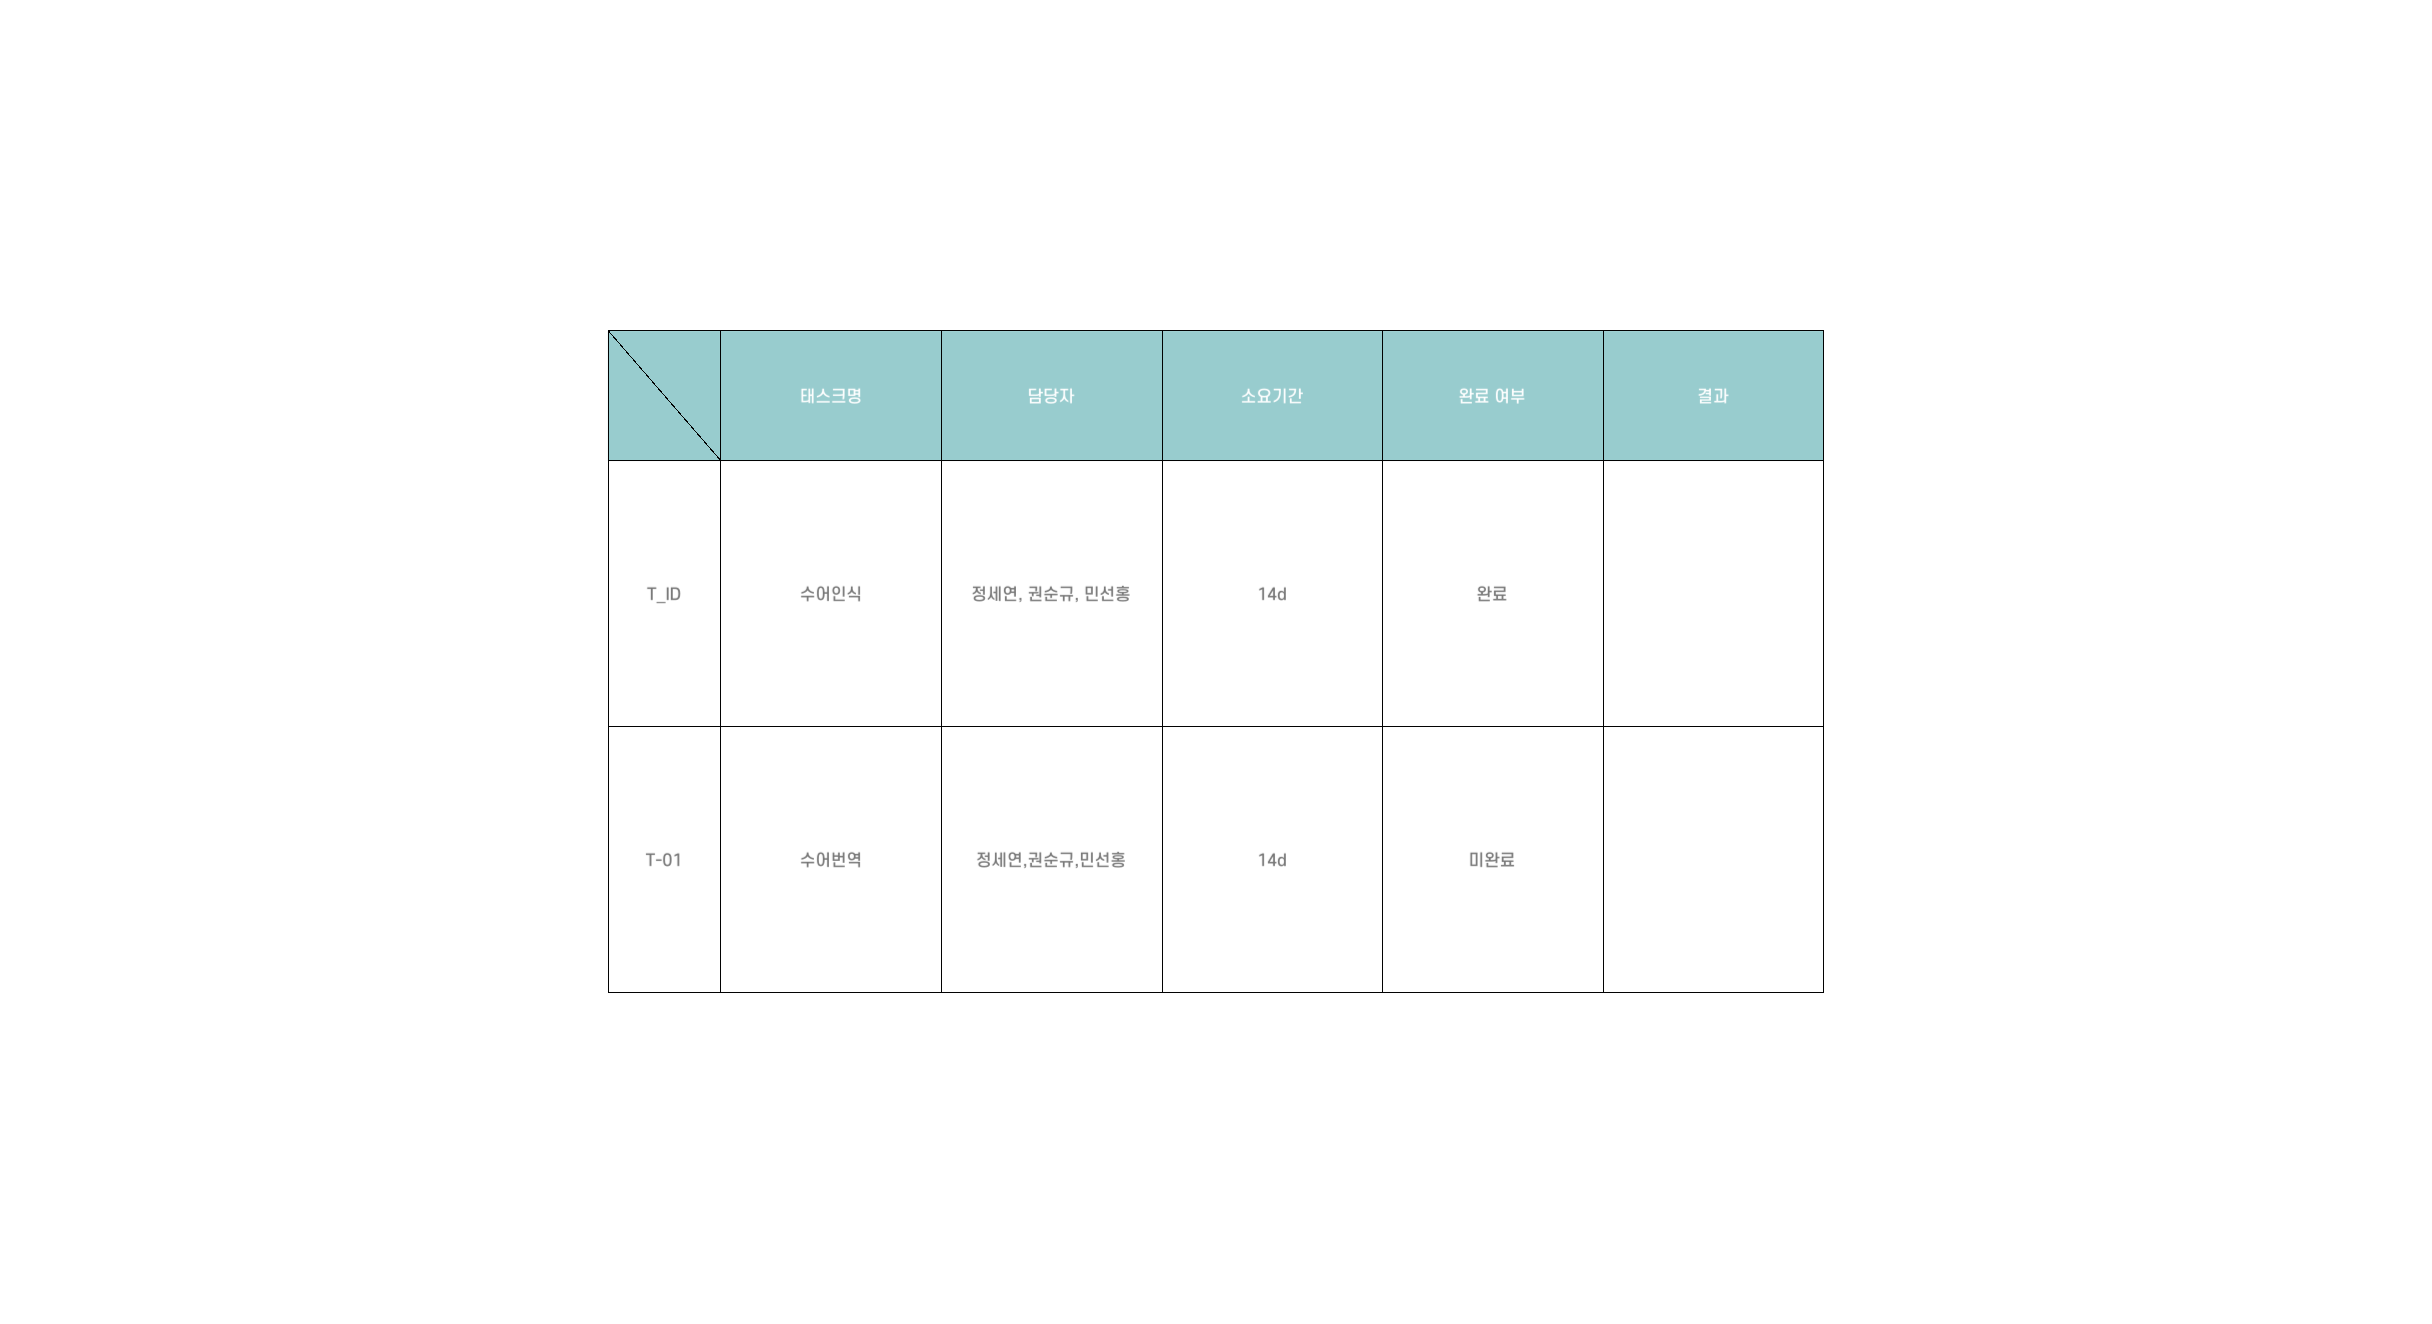 태스크명 담당자 소요기간 완료 여부 결과
T_ID 수어인식 정세연, 권순규, 민선홍 14d 완료
T-01 수어번역 정세연,권순규,민선홍 14d 미완료